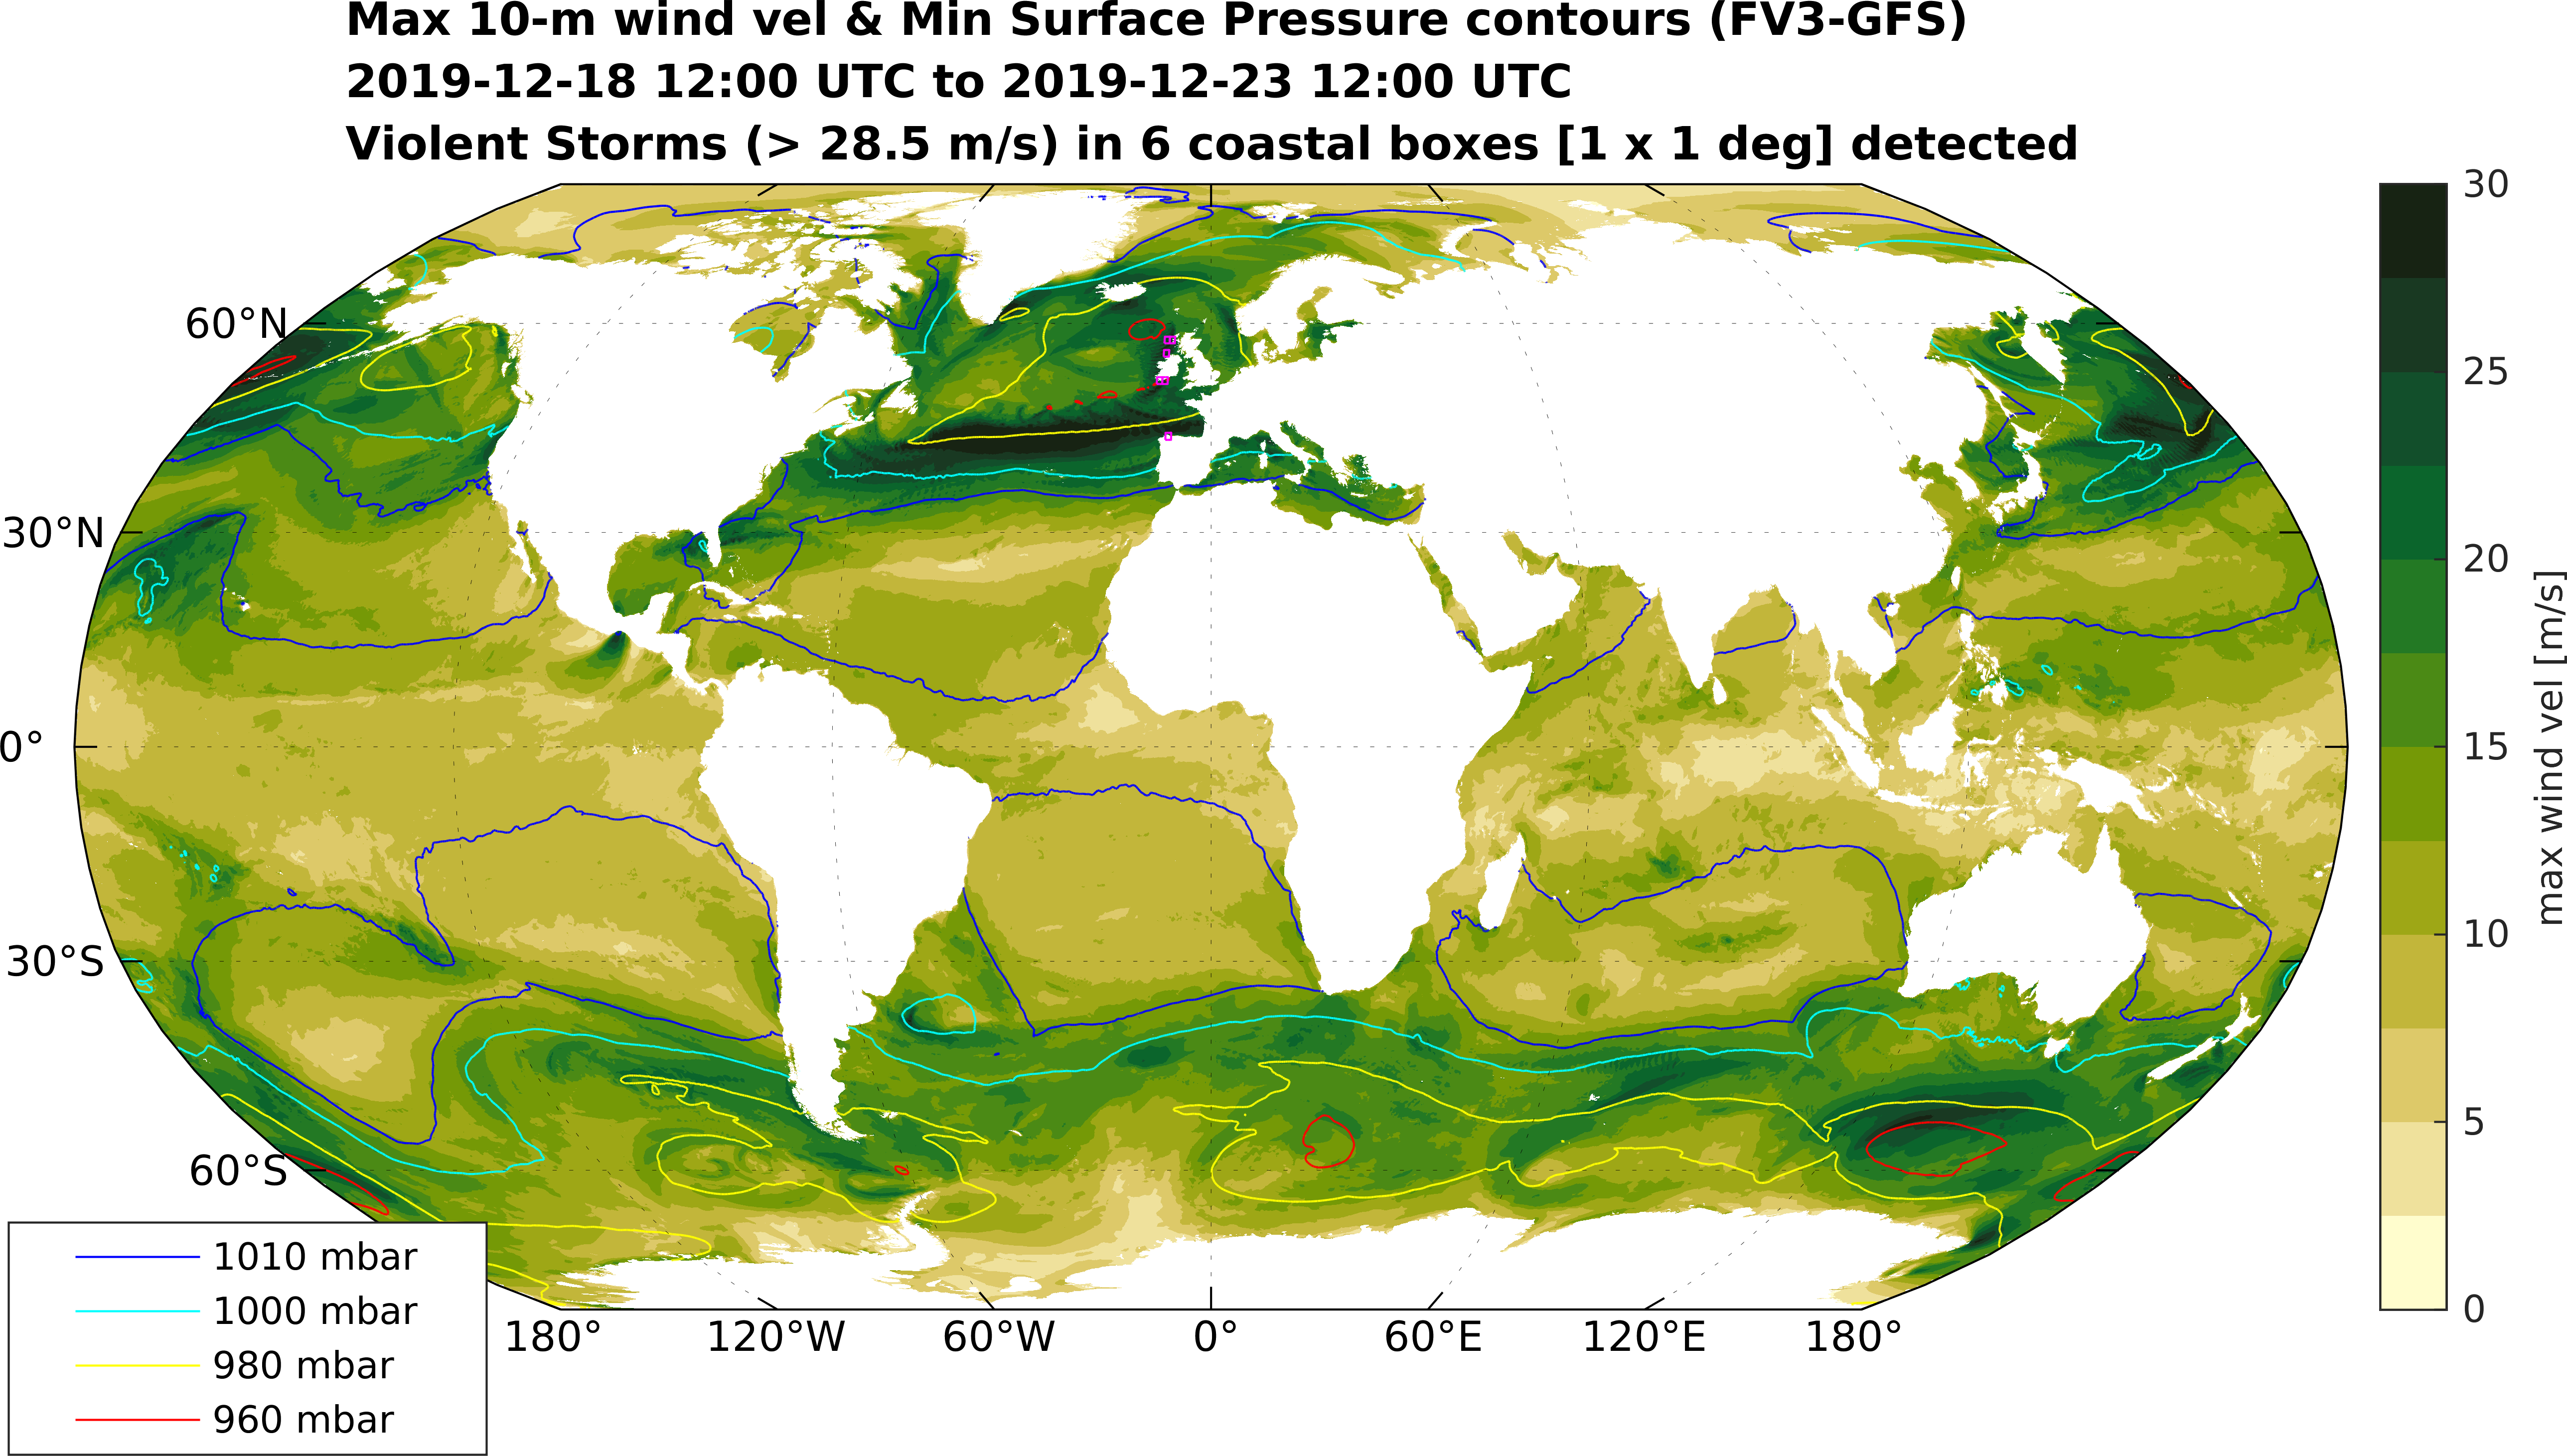 Max 10-m wind vel & Min Surface Pressure contours (FV3-GFS)
2019-12-18 12:00 UTC to 2019-12-23 12:00 UTC
Violent Storms (> 28.5 m/s) in 6 coastal boxes [1 x 1 deg] detected
60°N
30°N
0°
30°S
60°S
180°
120°W
60°W
0°
60°E
120°E
180°
1010 mbar
1000 mbar
980 mbar
960 mbar
30
25
20
15
10
5
0
max wind vel [m/s]